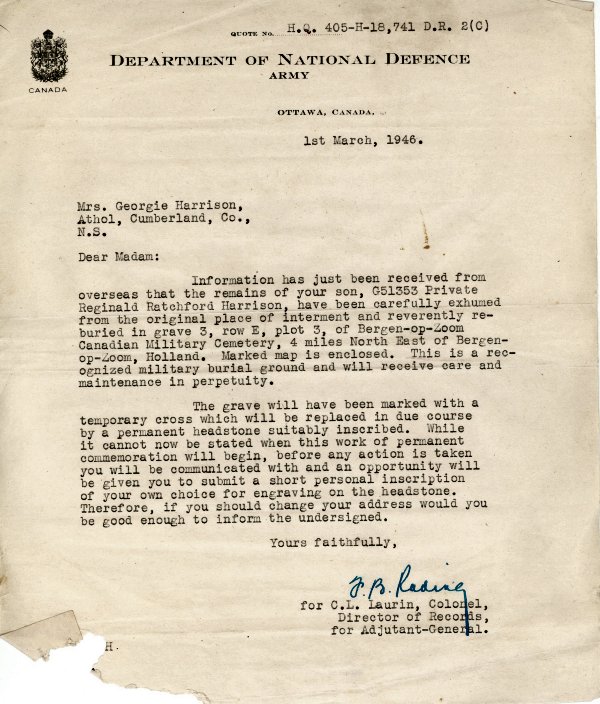 QUOTE No. H.Q. 405-H-18,741 D.R. 2(C)
DEPARTMENT OF NATIONAL DEFENCE
ARMY
CANADA
OTTAWA, CANADA,
1st March, 1946.
Mrs. Georgie Harrison,
Athol, Cumberland, Co.,
N.S.
Dear Madam:
Information has just been received from
overseas that the remains of your son, G51353 Private
Reginald Ratchford Harrison, have been carefully exhumed
from the original place of interment and reverently re-
buried in grave 3, row E, plot 3, of Bergen-op-Zoom
Canadian Military Cemetery, 4 miles North East of Bergen-
op-Zoom, Holland. Marked map is enclosed. This is a rec-
ognized military burial ground and will receive care and
maintenance in perpetuity.
The grave will have been marked with a
temporary cross which will be replaced in due course
by a permanent headstone suitably inscribed. While
it cannot now be stated when this work of permanent
commemoration will begin, before any action is taken
you will be communicated with and an opportunity will
be given you to submit a short personal inscription
of your own choice for engraving on the headstone.
Therefore, if you should change your address would you
be good enough to inform the undersigned.
Yours faithfully,
for C.L. Laurin, Colonel,
Director of Records,
for Adjutant-General.
H.